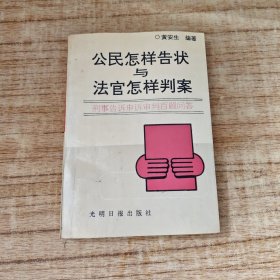 ○黄安生 编著
公民怎样告状
与
法官怎样判案
刑事告诉申诉审判百题问答
光明日报出版社